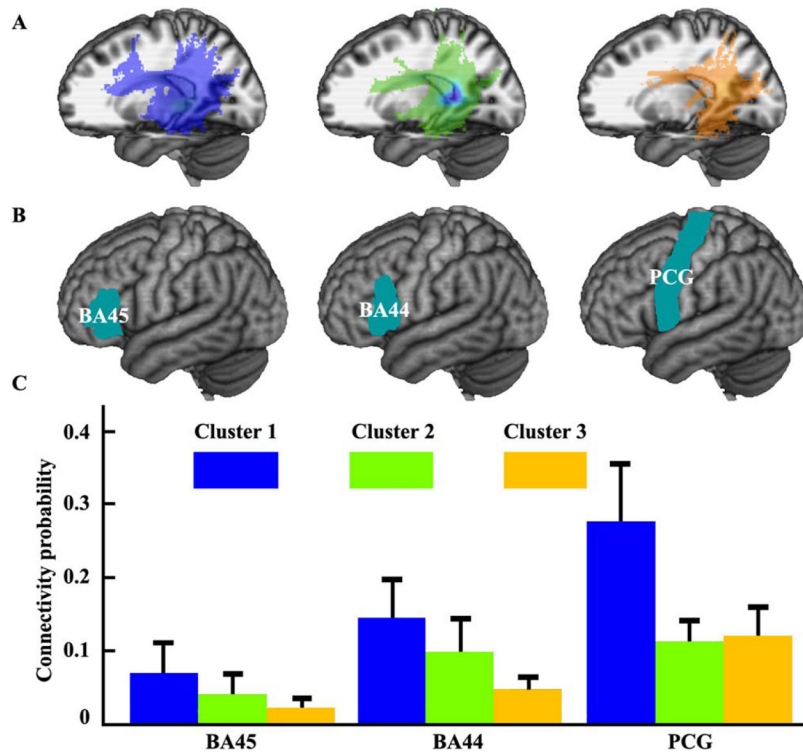 A
B
BA45
BA44
PCG
C
Connectivity probability
0.4
0.3
0.2
0.1
0
Cluster 1
Cluster 2
Cluster 3
BA45
BA44
PCG